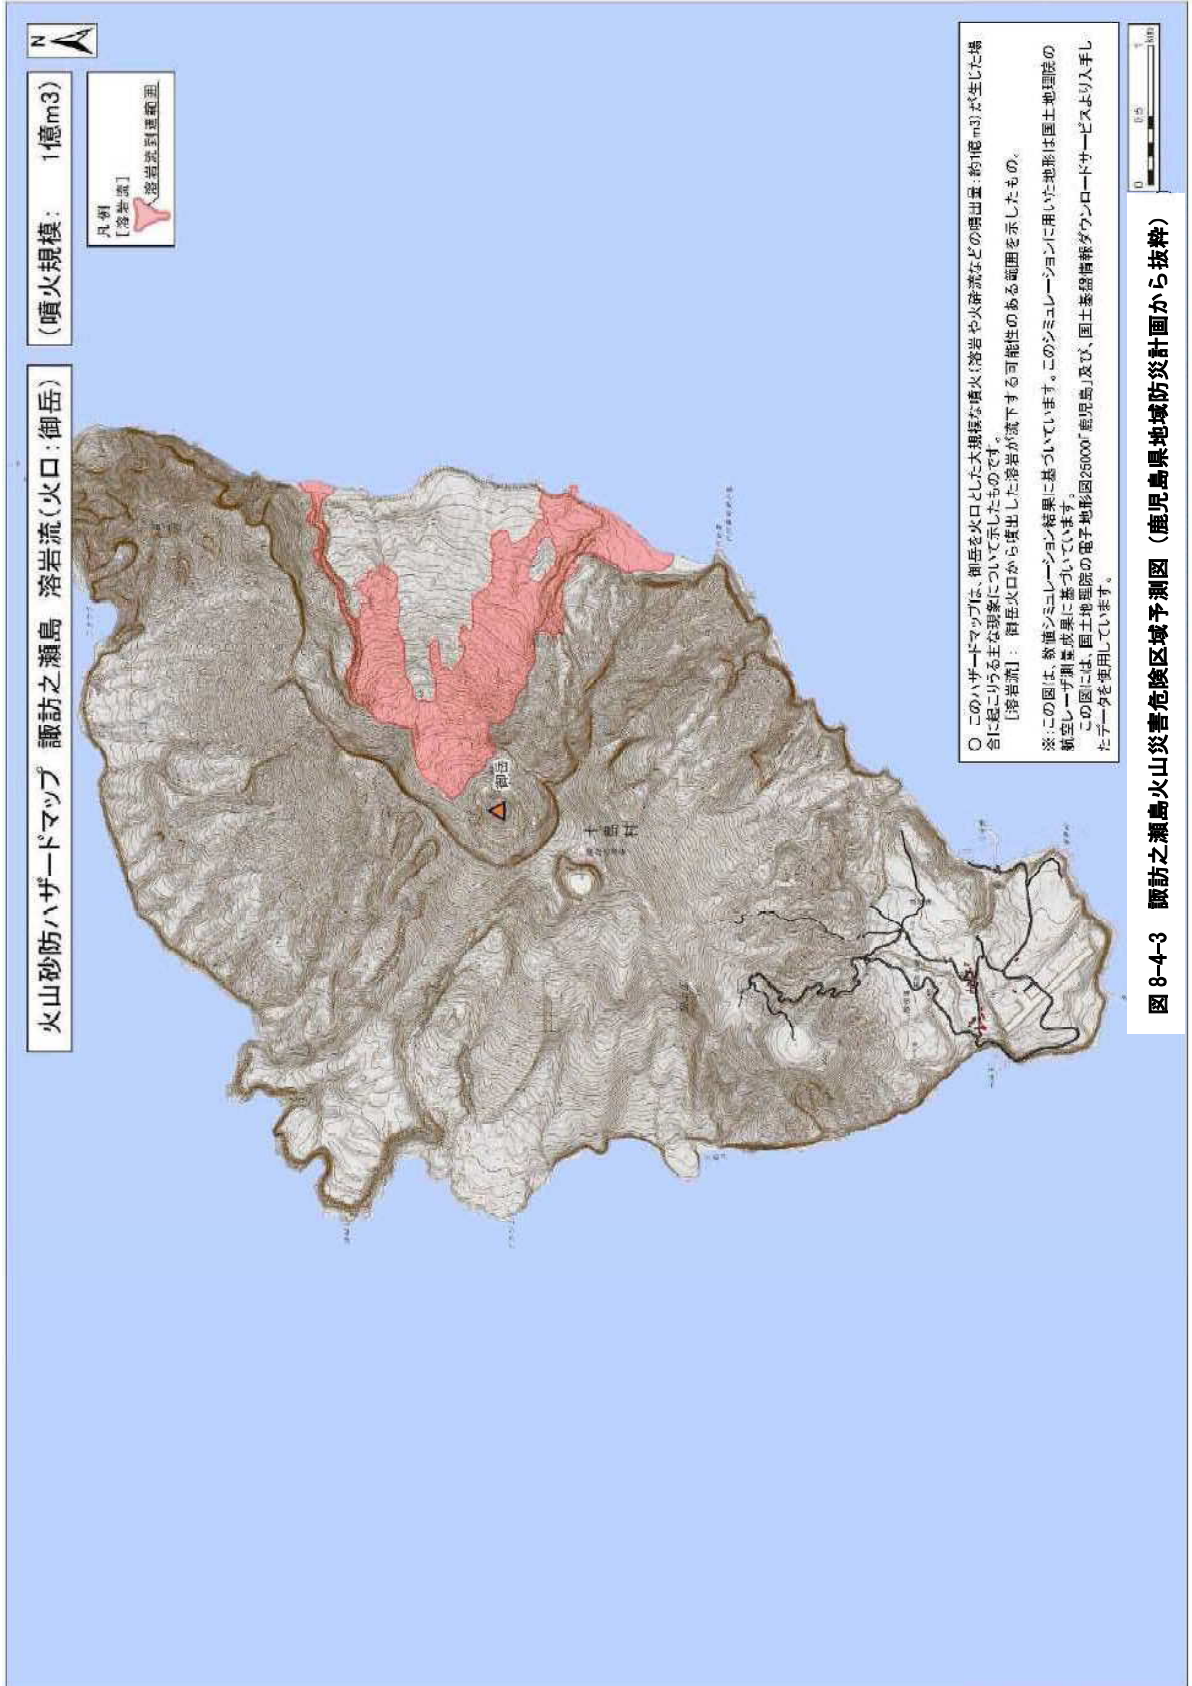 火山砂防ハザードマップ　諏訪之瀬島　溶岩流(火口:御岳)
(噴火規模:　1億m3)
N
凡例
[溶岩流]
溶岩流到達範囲
御岳
十島村
○ このハザードマップは、御岳を火口とした大規模な噴火(溶岩や火砕流などの噴出量:約1億m3)が生じた場
合に起こりうる主な現象について示したものです。
[溶岩流]: 御岳火口から噴出した溶岩が流下する可能性のある範囲を示したもの。
※:この図は、数値シミュレーション結果に基づいています。このシミュレーションに用いた地形は国土地理院の
航空レーザ測量成果に基づいています。
この図には、国土地理院の電子地形図25000「鹿児島」及び、国土基盤情報ダウンロードサービスより入手し
たデータを使用しています。
0 0.5 1
km
図 8-4-3　諏訪之瀬島火山災害危険区域予測図（鹿児島県地域防災計画から抜粋）